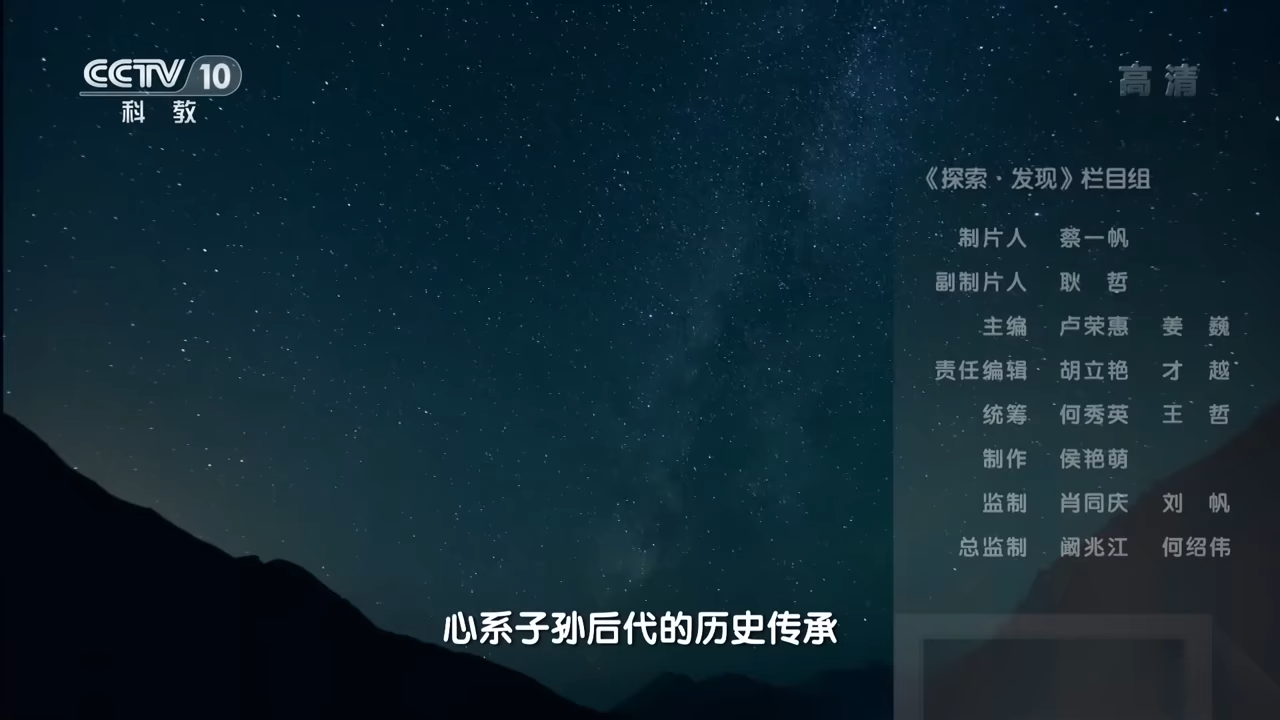 CCTV 10
科 教
高清
《探索·发现》栏目组
制片人 蔡一帆
副制片人 耿 哲
主编 卢荣惠 姜 巍
责任编辑 胡立艳 才 越
统筹 何秀英 王 哲
制作 侯艳萌
监制 肖同庆 刘 帆
总监制 阚兆江 何绍伟
心系子孙后代的历史传承